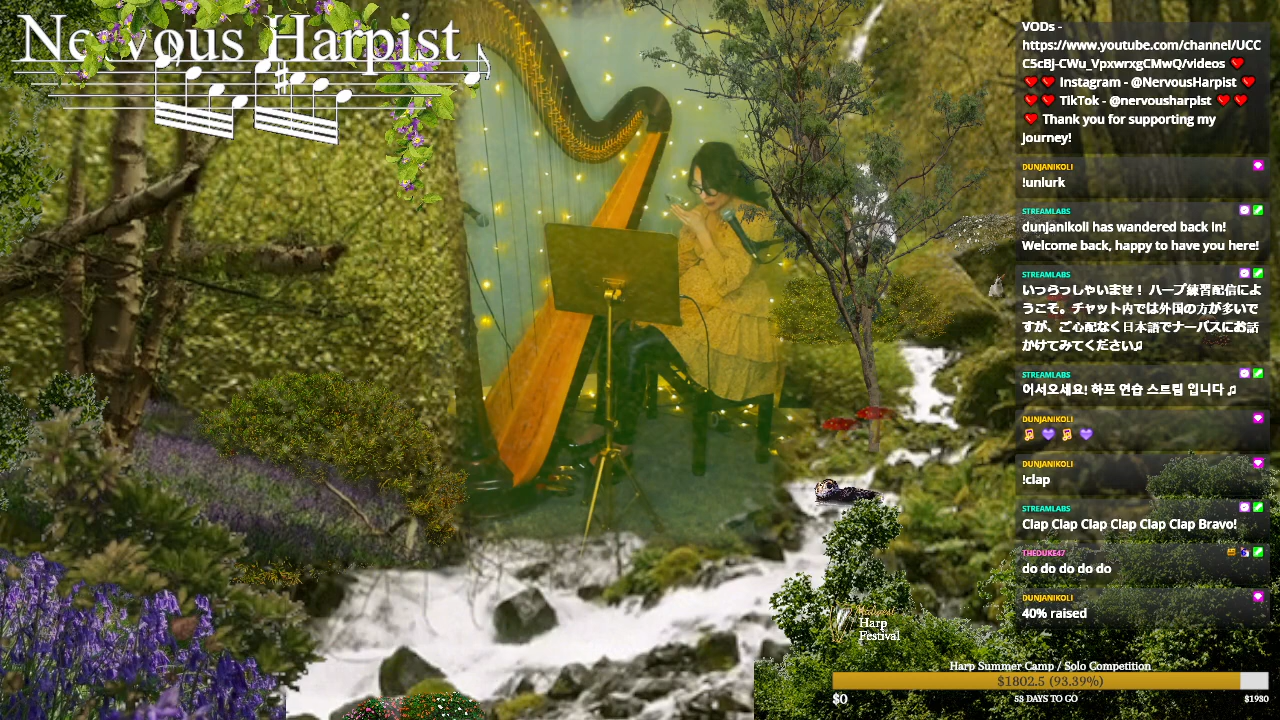 Nervous Harpist
VODs -
https://www.youtube.com/channel/UCC
C5cBJ-CWu_VpxwrxgCMwQ/videos
Instagram - @NervousHarpist
TikTok - @nervousharpist
Thank you for supporting my
journey!
DUNJANIKOLI
!unlurk
STREAMLABS
dunjanikoli has wandered back in!
Welcome back, happy to have you here!
STREAMLABS
いっらっしゃいませ！ ハープ練習配信によ
うこそ。チャット内では外国の方が多いで
すが、ご心配なく日本語でナーバスにお話
かけてみてください♫
STREAMLABS
어서오세요! 하프 연습 스트림 입니다 ♫
DUNJANIKOLI
DUNJANIKOLI
!clap
STREAMLABS
Clap Clap Clap Clap Clap Clap Bravo!
THEDUKE47
do do do do do
DUNJANIKOLI
40% raised
Harp
Festival
Harp Summer Camp / Solo Competition
$1802.5 (93.39%)
$0
53 DAYS TO GO
$1930